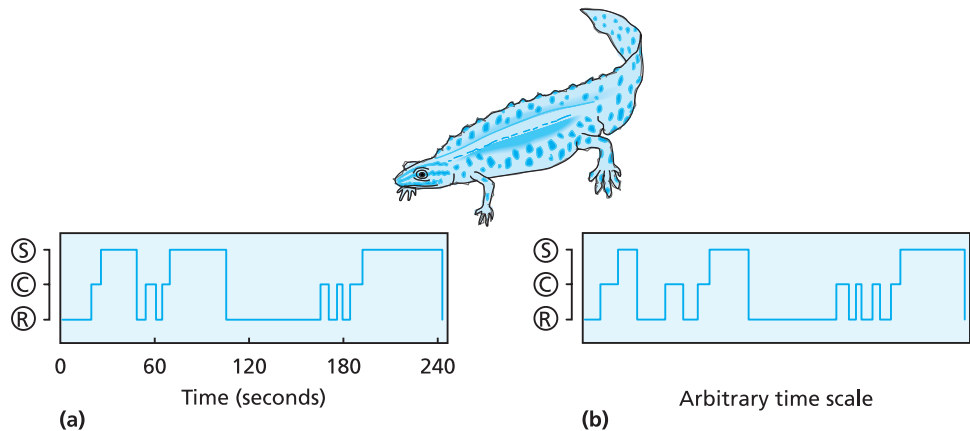 S
C
R
0 60 120 180 240
Time (seconds)
(a)
S
C
R
Arbitrary time scale
(b)